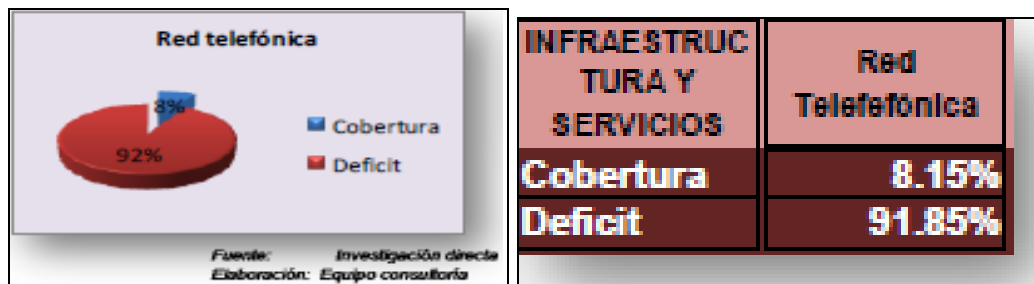 Red telefónica
8%
92%
Cobertura
Deficit
Fuente: Investigación directa
Elaboración: Equipo consultoría
INFRAESTRUC
TURA Y
SERVICIOS
Red
Telefefónica
Cobertura 8.15%
Deficit 91.85%